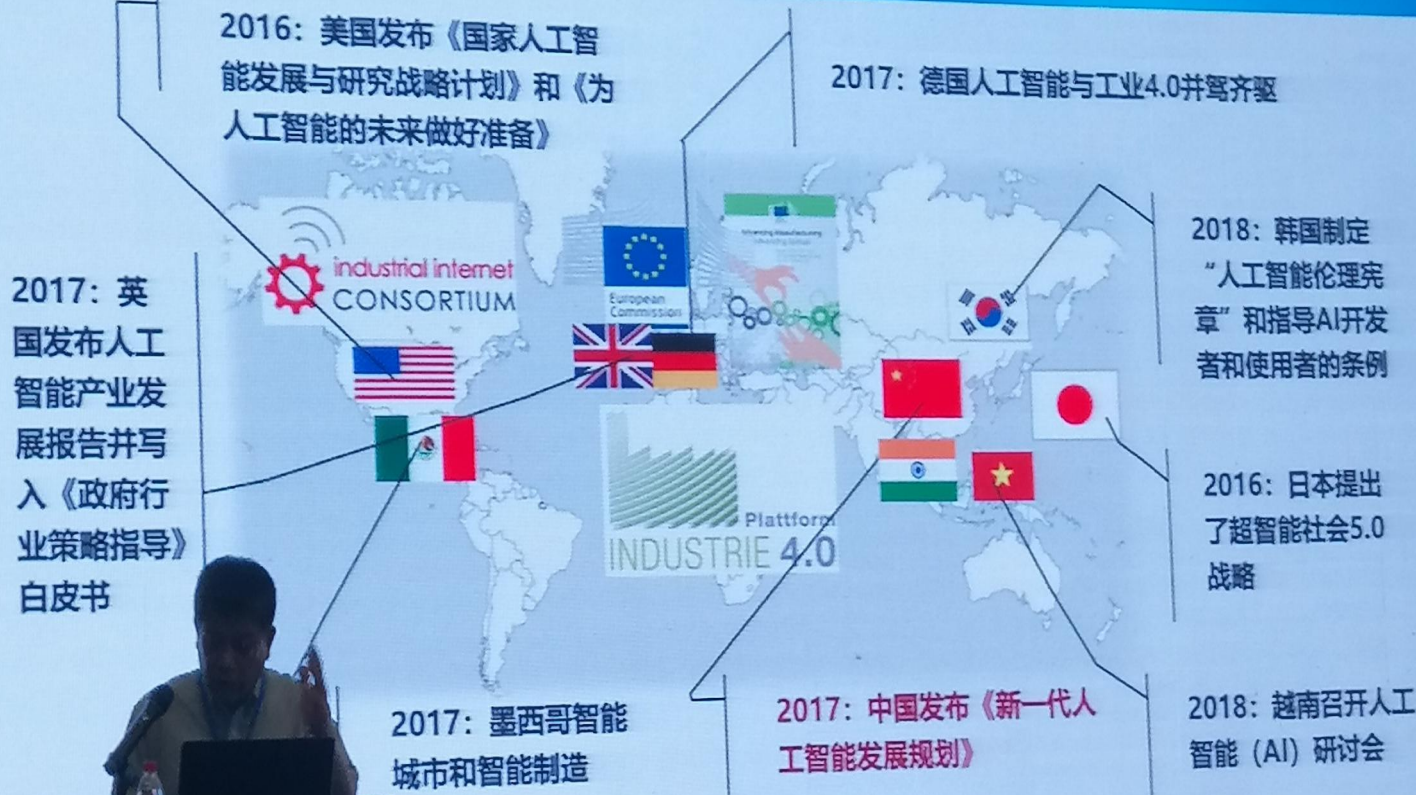 2016：美国发布《国家人工智
能发展与研究战略计划》和《为
人工智能的未来做好准备》
2017：德国人工智能与工业4.0并驾齐驱
2018：韩国制定
“人工智能伦理宪
章”和指导AI开发
者和使用者的条例
2017：英
国发布人工
智能产业发
展报告并写
入《政府行
业策略指导》
白皮书
industrial internet
CONSORTIUM
European
Commission
Plattform
INDUSTRIE 4.0
2016：日本提出
了超智能社会5.0
战略
2017：墨西哥智能
城市和智能制造
2017：中国发布《新一代人
工智能发展规划》
2018：越南召开人工
智能（AI）研讨会